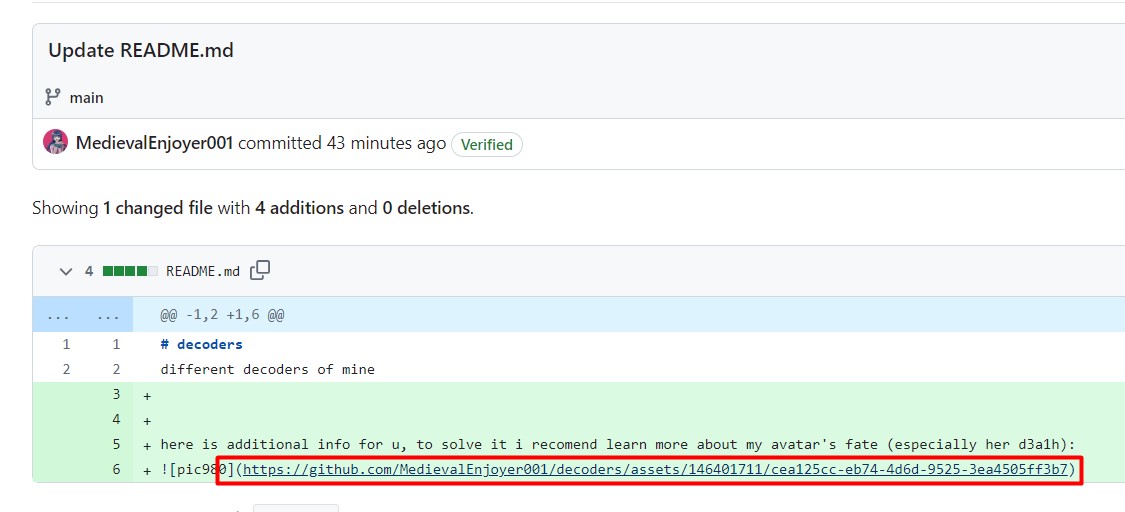 Update README.md
main
MedievalEnjoyer001 committed 43 minutes ago Verified
Showing 1 changed file with 4 additions and 0 deletions.
4 README.md
... ... @@ -1,2 +1,6 @@
1 1 # decoders
2 2 different decoders of mine
3 +
4 +
5 + here is additional info for u, to solve it i recomend learn more about my avatar's fate (especially her d3a1h):
6 + ![pic980](https://github.com/MedievalEnjoyer001/decoders/assets/146401711/cea125cc-eb74-4d6d-9525-3ea4505ff3b7)